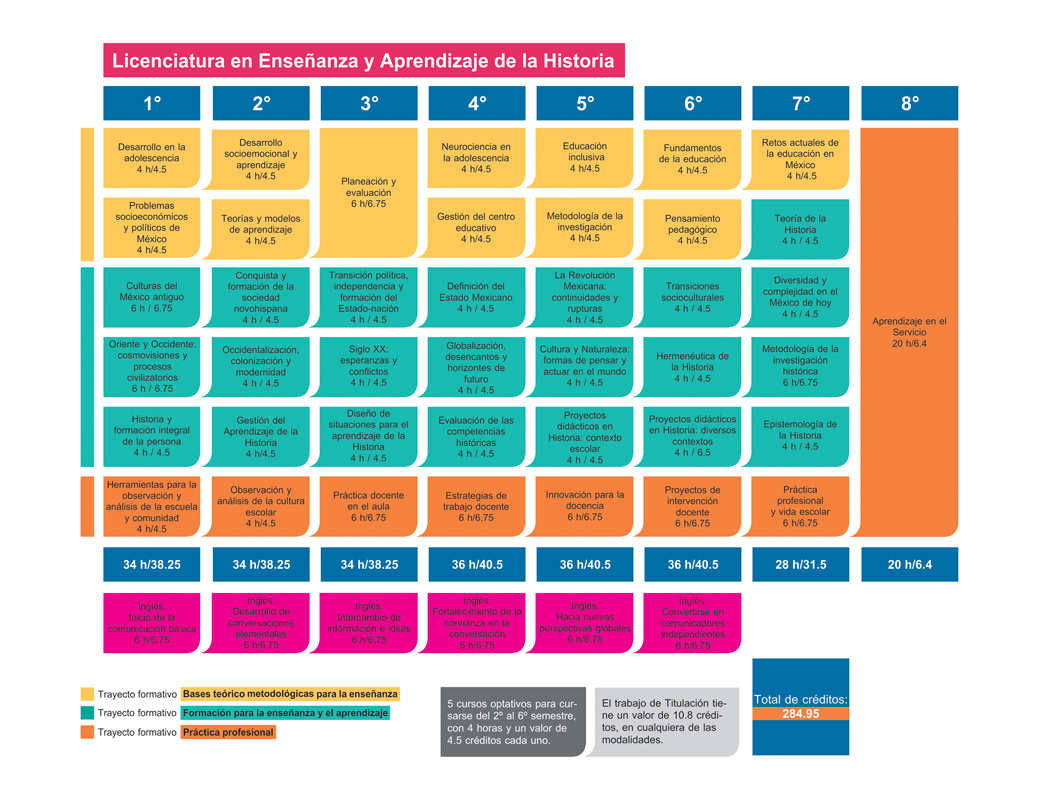 Licenciatura en Enseñanza y Aprendizaje de la Historia
1°
2°
3°
4°
5°
6°
7°
8°
Desarrollo en la
adolescencia
4 h/4.5
Desarrollo
socioemocional y
aprendizaje
4 h/4.5
Planeación y
evaluación
6 h/6.75
Neurociencia en
la adolescencia
4 h/4.5
Educación
inclusiva
4 h/4.5
Fundamentos
de la educación
4 h/4.5
Retos actuales de
la educación en
México
4 h/4.5
Problemas
socioeconómicos
y políticos de
México
4 h/4.5
Teorías y modelos
de aprendizaje
4 h/4.5
Gestión del centro
educativo
4 h/4.5
Metodología de la
investigación
4 h/4.5
Pensamiento
pedagógico
4 h/4.5
Teoría de la
Historia
4 h / 4.5
Culturas del
México antiguo
6 h / 6.75
Conquista y
formación de la
sociedad
novohispana
4 h / 4.5
Transición política,
independencia y
formación del
Estado-nación
4 h / 4.5
Definición del
Estado Mexicano
4 h / 4.5
La Revolución
Mexicana:
continuidades y
rupturas
4 h / 4.5
Transiciones
socioculturales
4 h / 4.5
Diversidad y
complejidad en el
México de hoy
4 h / 4.5
Aprendizaje en el
Servicio
20 h/6.4
Oriente y Occidente:
cosmovisiones y
procesos
civilizatorios
6 h / 6.75
Occidentalización,
colonización y
modernidad
4 h / 4.5
Siglo XX:
esperanzas y
conflictos
4 h / 4.5
Globalización,
desencantos y
horizontes de
futuro
4 h / 4.5
Cultura y Naturaleza:
formas de pensar y
actuar en el mundo
4 h / 4.5
Hermenéutica de
la Historia
4 h / 4.5
Metodología de la
investigación
histórica
6 h/6.75
Historia y
formación integral
de la persona
4 h / 4.5
Gestión del
Aprendizaje de la
Historia
4 h/4.5
Diseño de
situaciones para el
aprendizaje de la
Historia
4 h / 4.5
Evaluación de las
competencias
históricas
4 h / 4.5
Proyectos
didácticos en
Historia: contexto
escolar
4 h / 4.5
Proyectos didácticos
en Historia: diversos
contextos
4 h / 6.5
Epistemología de
la Historia
4 h / 4.5
Herramientas para la
observación y
análisis de la escuela
y comunidad
4 h/4.5
Observación y
análisis de la cultura
escolar
4 h/4.5
Práctica docente
en el aula
6 h/6.75
Estrategias de
trabajo docente
6 h/6.75
Innovación para la
docencia
6 h/6.75
Proyectos de
intervención
docente
6 h/6.75
Práctica
profesional
y vida escolar
6 h/6.75
34 h/38.25
34 h/38.25
34 h/38.25
36 h/40.5
36 h/40.5
36 h/40.5
28 h/31.5
20 h/6.4
Inglés.
Inicio de la
comunicación básica
6 h/6.75
Inglés.
Desarrollo de
conversaciones
elementales
6 h/6.75
Inglés.
Intercambio de
información e ideas
6 h/6.75
Inglés.
Fortalecimiento de la
confianza en la
conversación
6 h/6.75
Inglés.
Hacia nuevas
perspectivas globales
6 h/6.75
Inglés.
Convertirse en
comunicadores
independientes
6 h/6.75
Trayecto formativo Bases teórico metodológicas para la enseñanza
Trayecto formativo Formación para la enseñanza y el aprendizaje
Trayecto formativo Práctica profesional
5 cursos optativos para cur-
sarse del 2º al 6º semestre,
con 4 horas y un valor de
4.5 créditos cada uno.
El trabajo de Titulación tie-
ne un valor de 10.8 crédi-
tos, en cualquiera de las
modalidades.
Total de créditos:
284.95